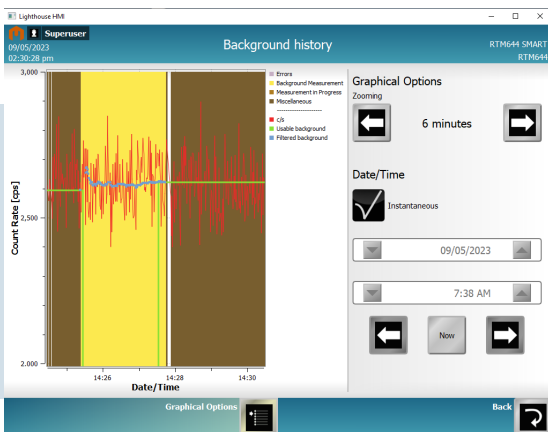 Lighthouse HMI
Superuser
09/05/2023
02:30:28 pm
Background history
RTM644 SMART
RTM644
3,000
2,500
2.000
Count Rate [cps]
14:26
14:28
14:30
Date/Time
Errors
Background Measurement
Measurement in Progress
Miscellaneous
--------------------
c/s
Usable background
Filtered background
Graphical Options
Zooming
6 minutes
Date/Time
Instantaneous
09/05/2023
7:38 AM
Now
Graphical Options
Back